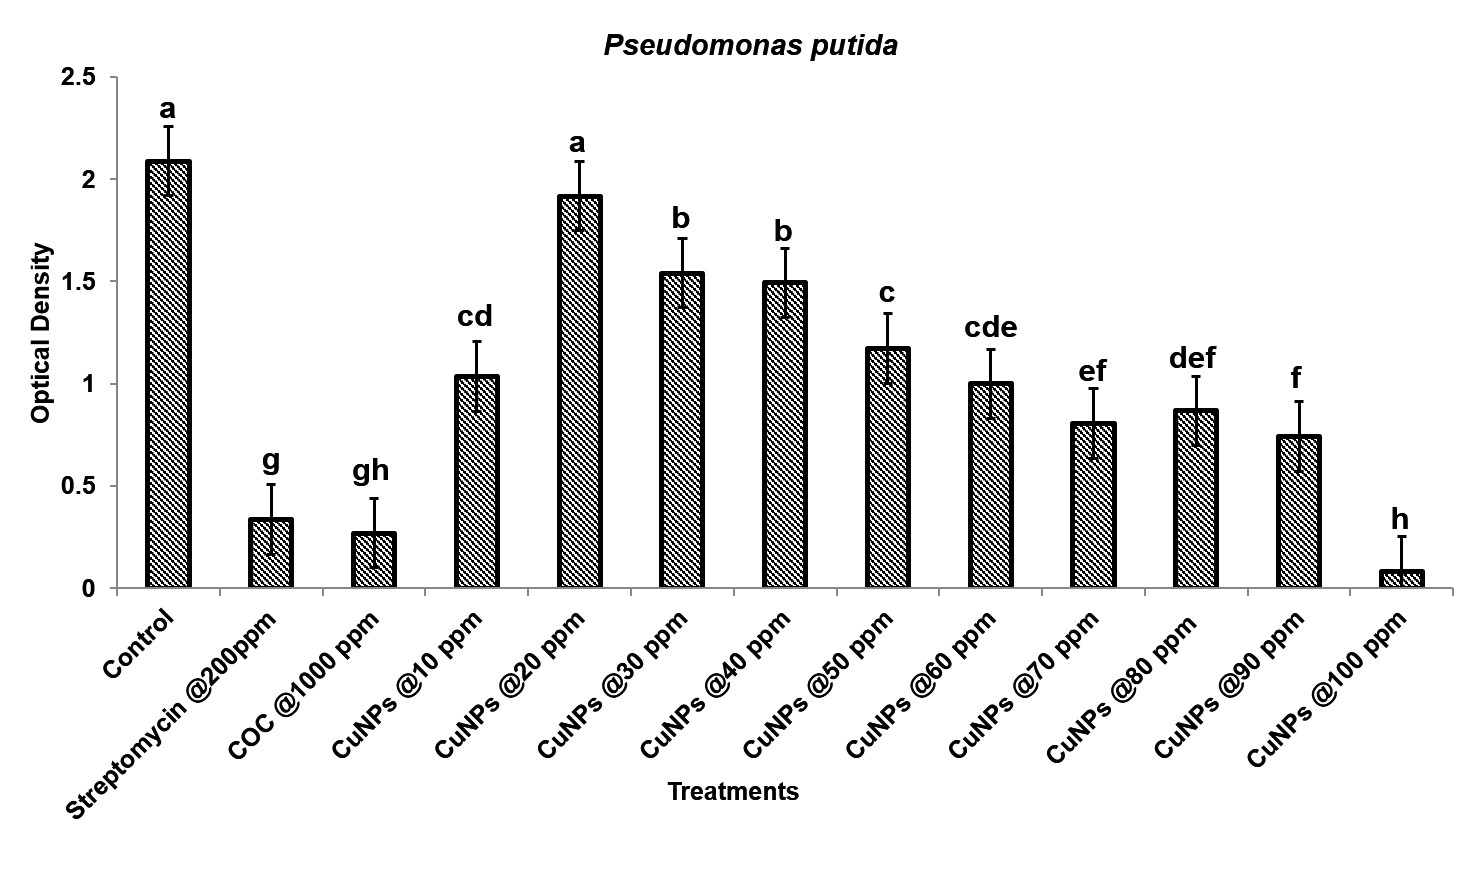 Pseudomonas putida
2.5
2
1.5
1
0.5
0
Optical Density
a
g
gh
cd
a
b
b
c
cde
ef
def
f
h
Control
Streptomycin @200ppm
COC @1000 ppm
CuNPs @10 ppm
CuNPs @20 ppm
CuNPs @30 ppm
CuNPs @40 ppm
CuNPs @50 ppm
CuNPs @60 ppm
CuNPs @70 ppm
CuNPs @80 ppm
CuNPs @90 ppm
CuNPs @100 ppm
Treatments